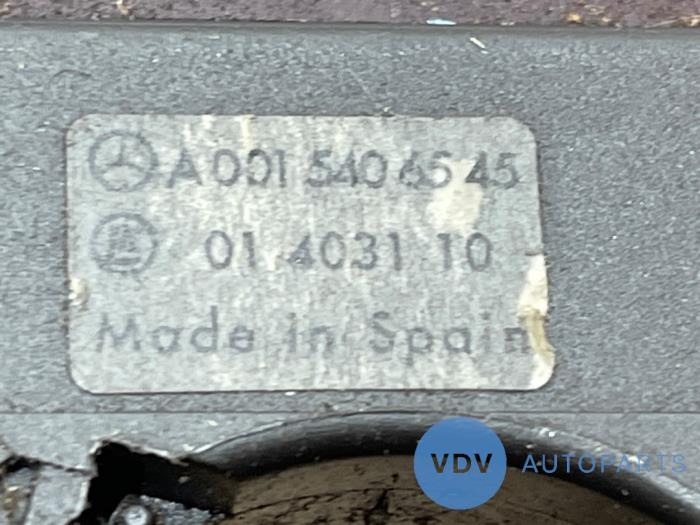 A 001 540 65 45
01 4031 10
Made in Spain
VDV AUTOPARTS